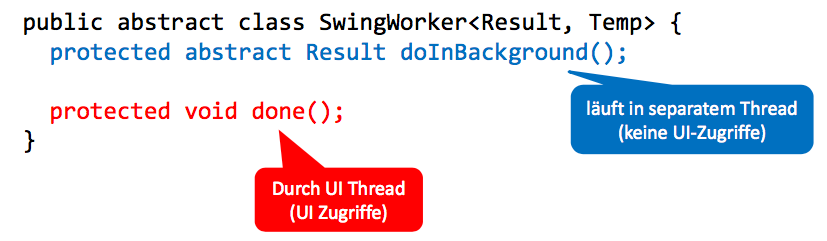 public abstract class SwingWorker<Result, Temp> {
protected abstract Result doInBackground();
läuft in separatem Thread
(keine UI-Zugriffe)
protected void done();
}
Durch UI Thread
(UI Zugriffe)